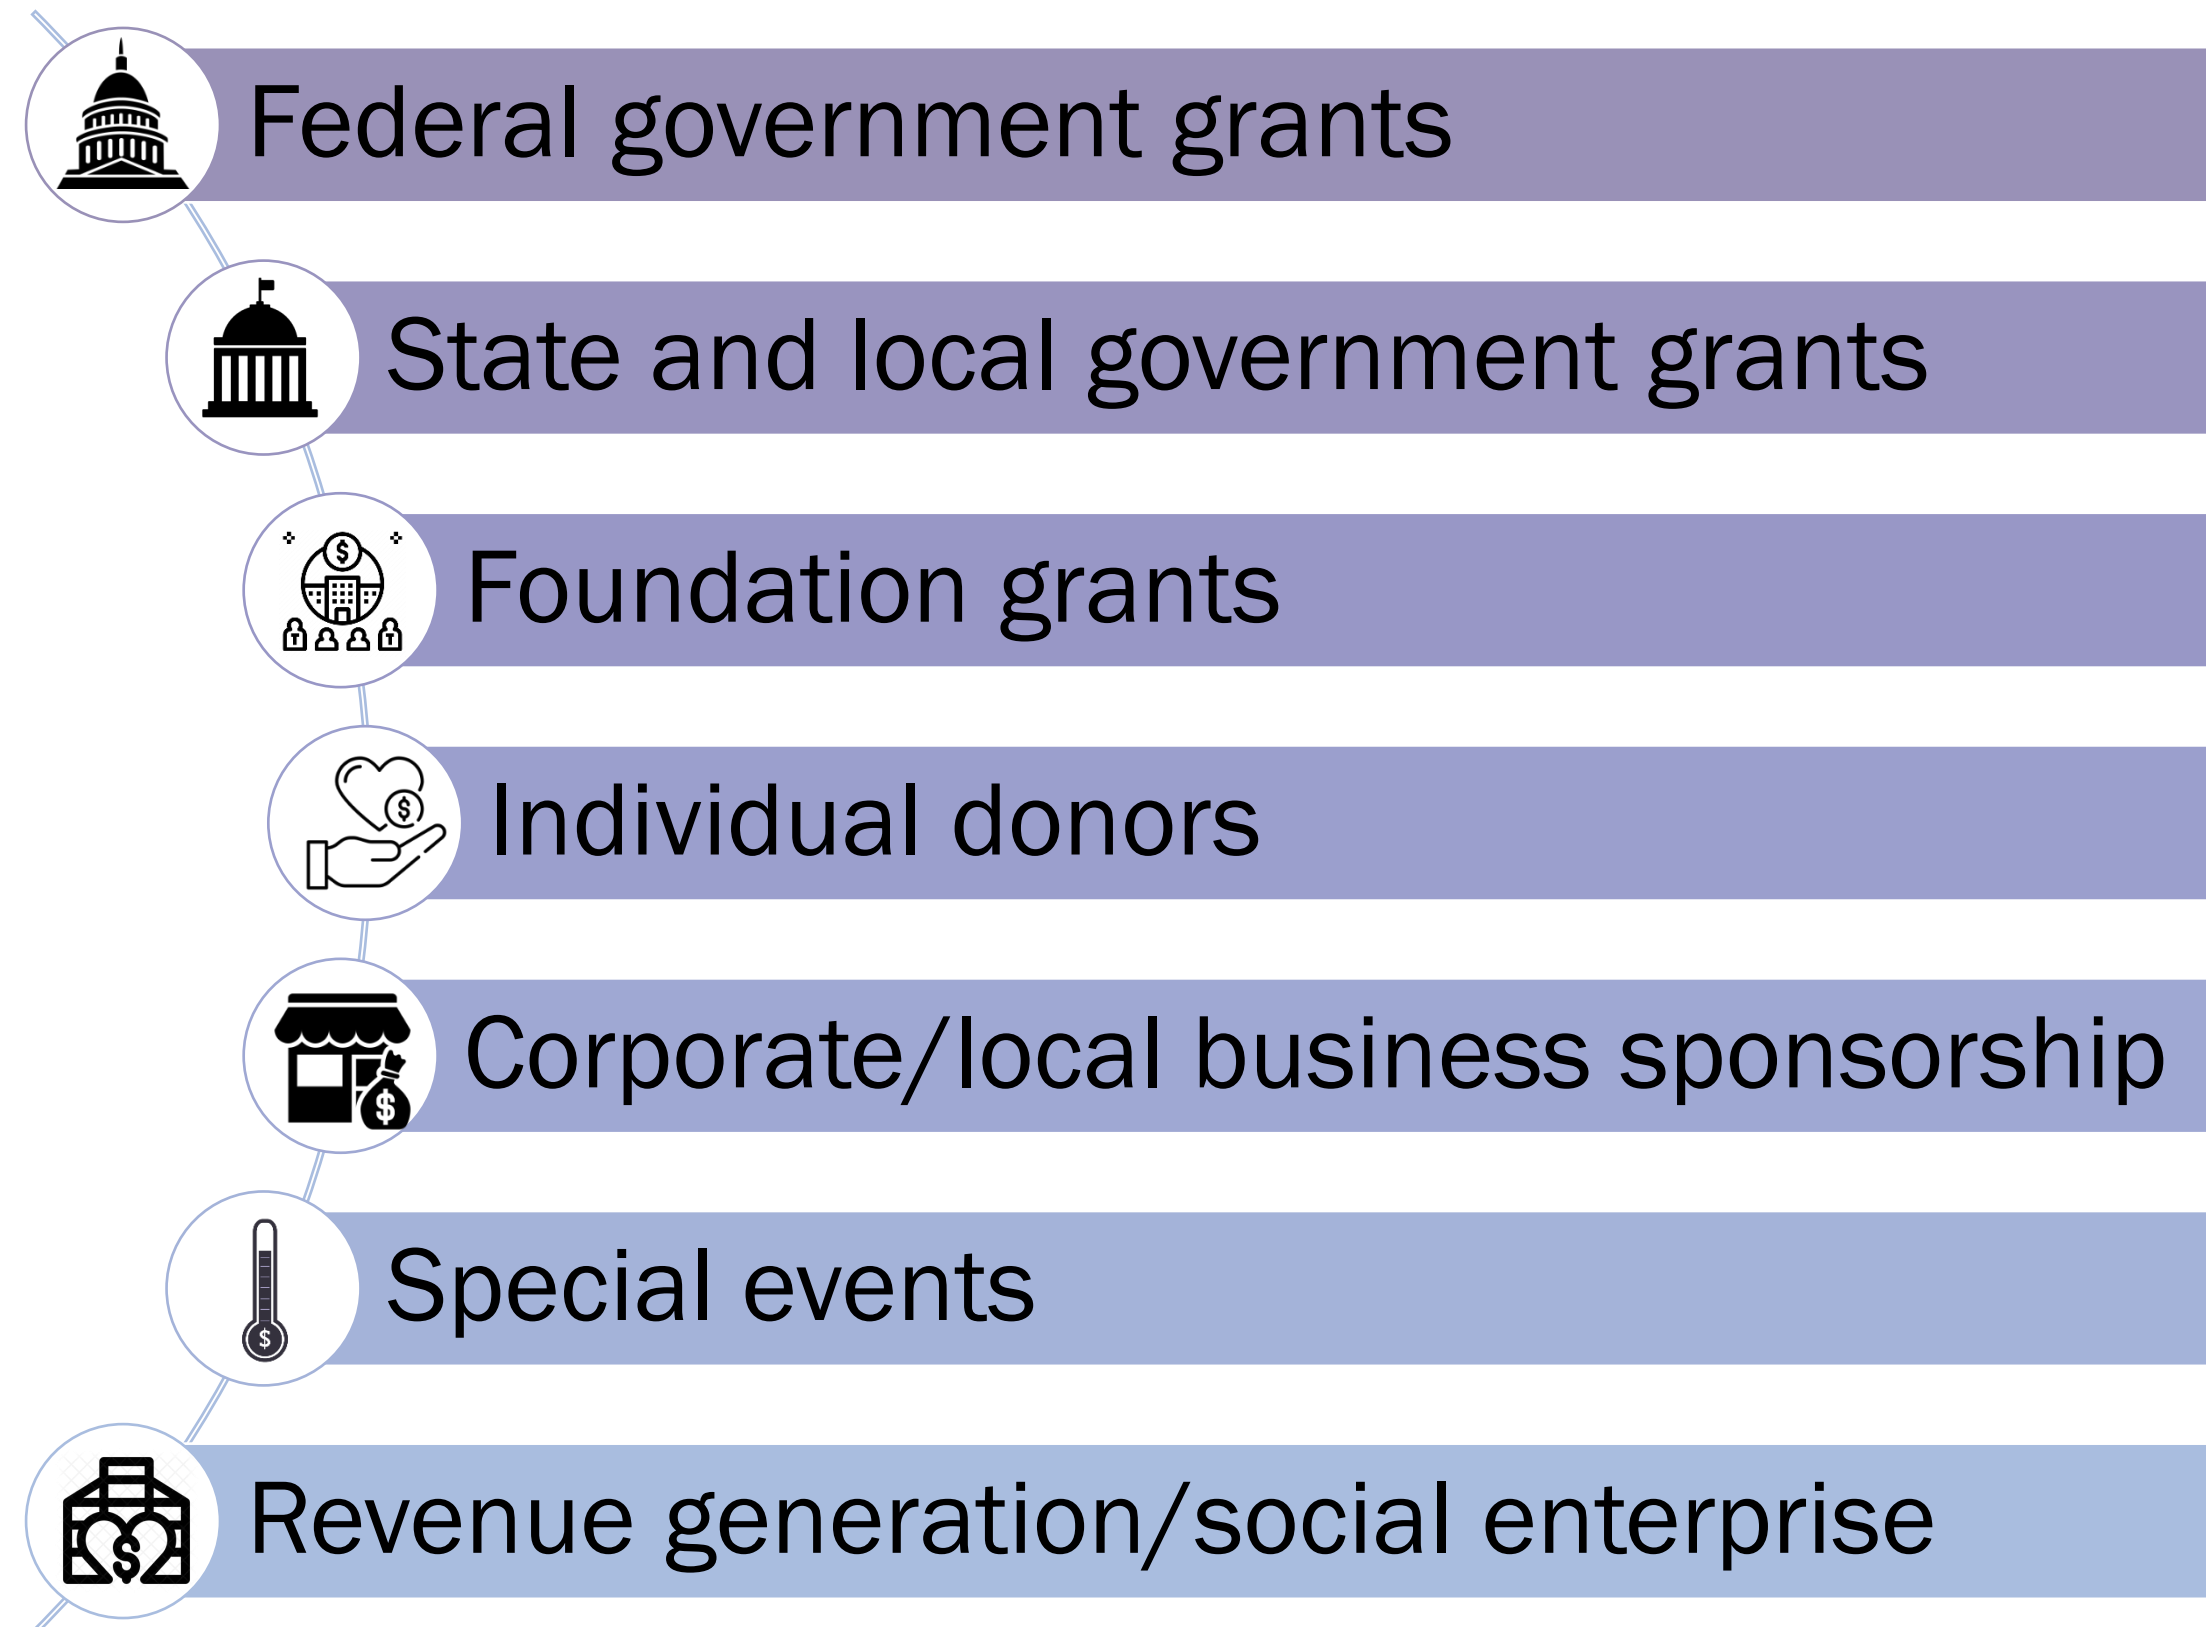 Federal government grants
State and local government grants
$
Foundation grants
$
Individual donors
$
Corporate/local business sponsorship
$
Special events
$
Revenue generation/social enterprise